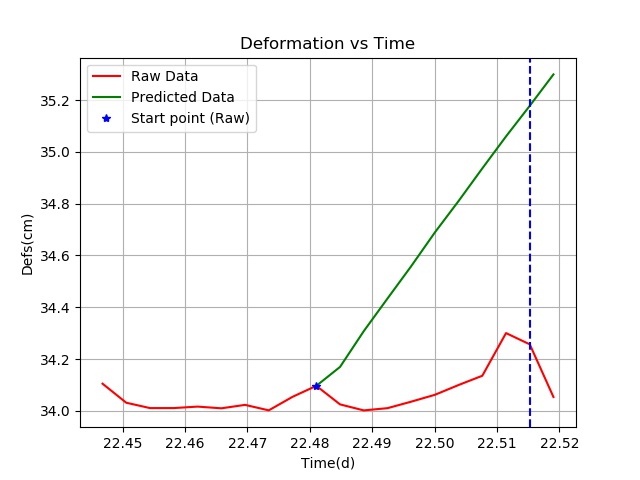 Deformation vs Time
Raw Data
Predicted Data
Start point (Raw)
Defs(cm)
35.2
35.0
34.8
34.6
34.4
34.2
34.0
22.45 22.46 22.47 22.48 22.49 22.50 22.51 22.52
Time(d)